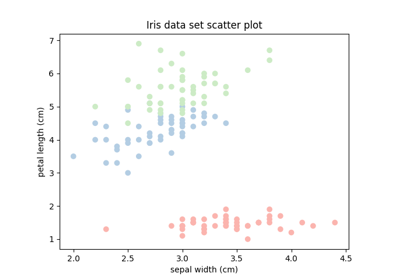 Iris data set scatter plot
7
6
5
4
3
2
1
petal length (cm)
2.0 2.5 3.0 3.5 4.0 4.5
sepal width (cm)